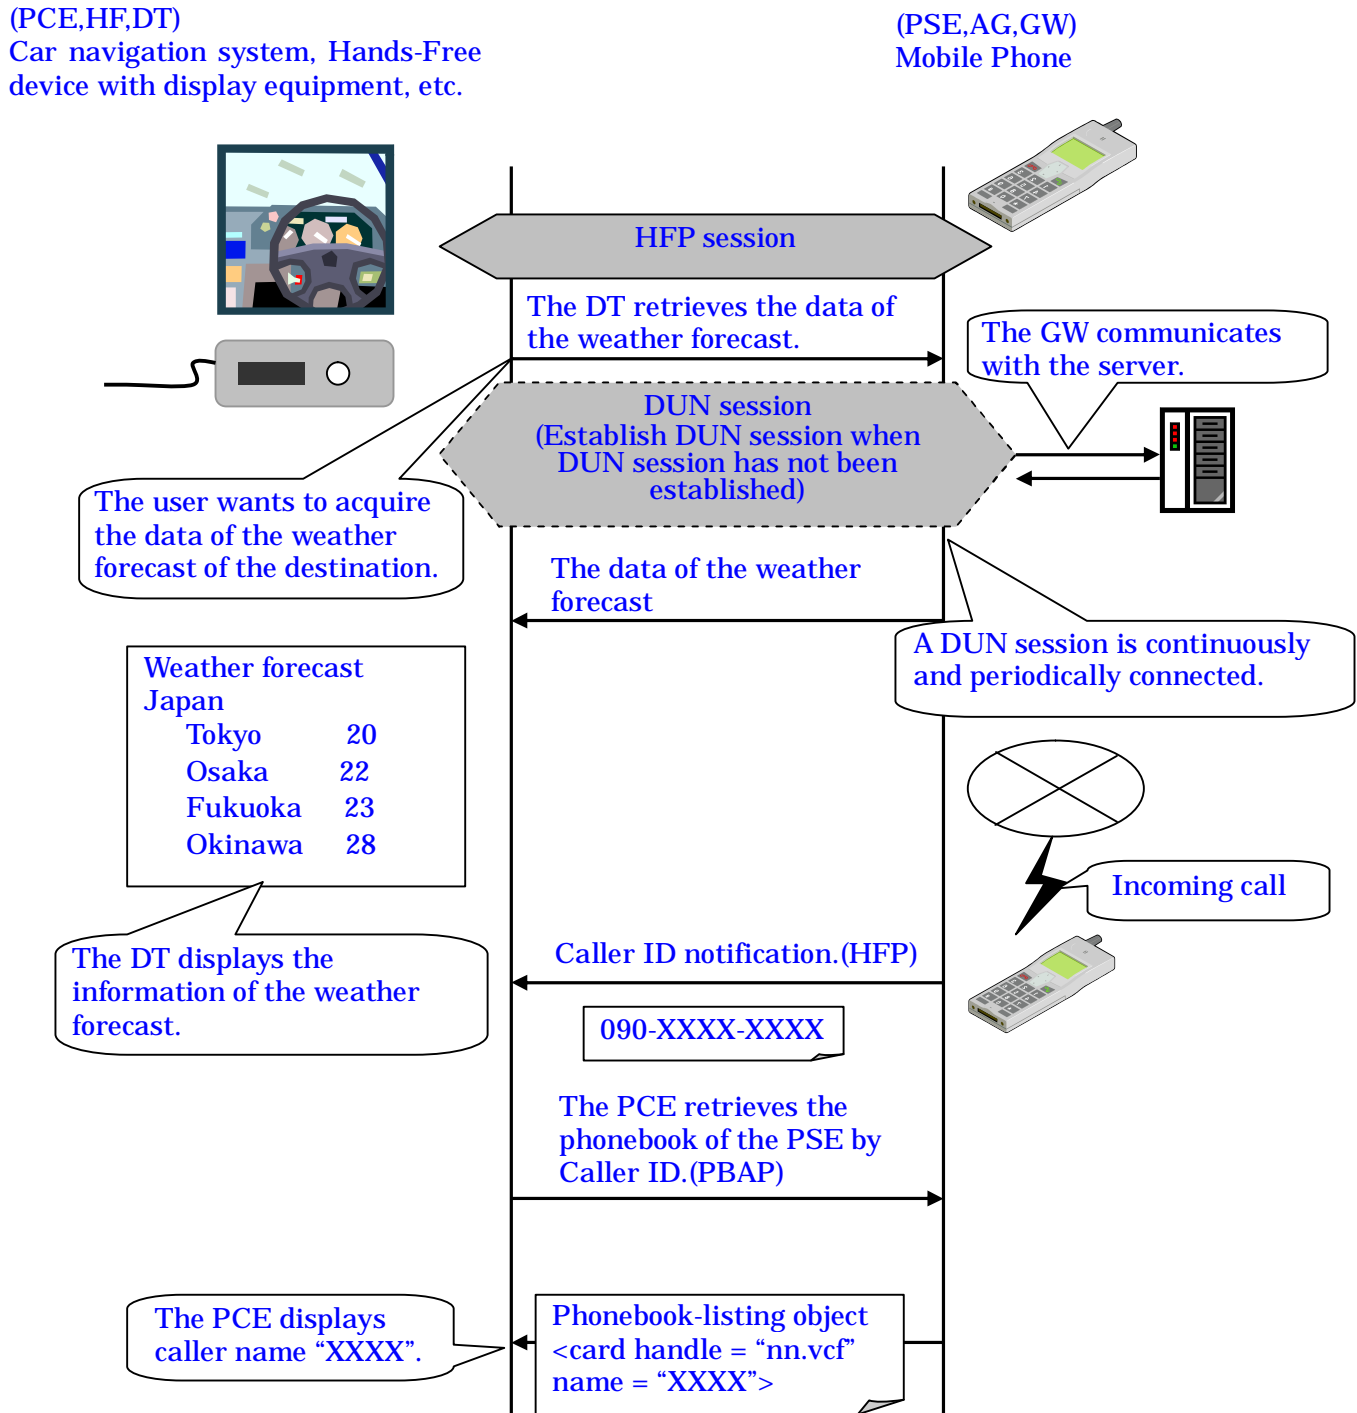 (PCE,HF,DT)
Car navigation system, Hands-Free
device with display equipment, etc.
(PSE,AG,GW)
Mobile Phone
HFP session
The DT retrieves the data of
the weather forecast.
The GW communicates
with the server.
DUN session
(Establish DUN session when
DUN session has not been
established)
The user wants to acquire
the data of the weather
forecast of the destination.
The data of the weather
forecast
A DUN session is continuously
and periodically connected.
Weather forecast
Japan
Tokyo 20
Osaka 22
Fukuoka 23
Okinawa 28
Incoming call
The DT displays the
information of the weather
forecast.
Caller ID notification.(HFP)
090-XXXX-XXXX
The PCE retrieves the
phonebook of the PSE by
Caller ID.(PBAP)
The PCE displays
caller name “XXXX”.
Phonebook-listing object
<card handle = “nn.vcf”
name = “XXXX”>